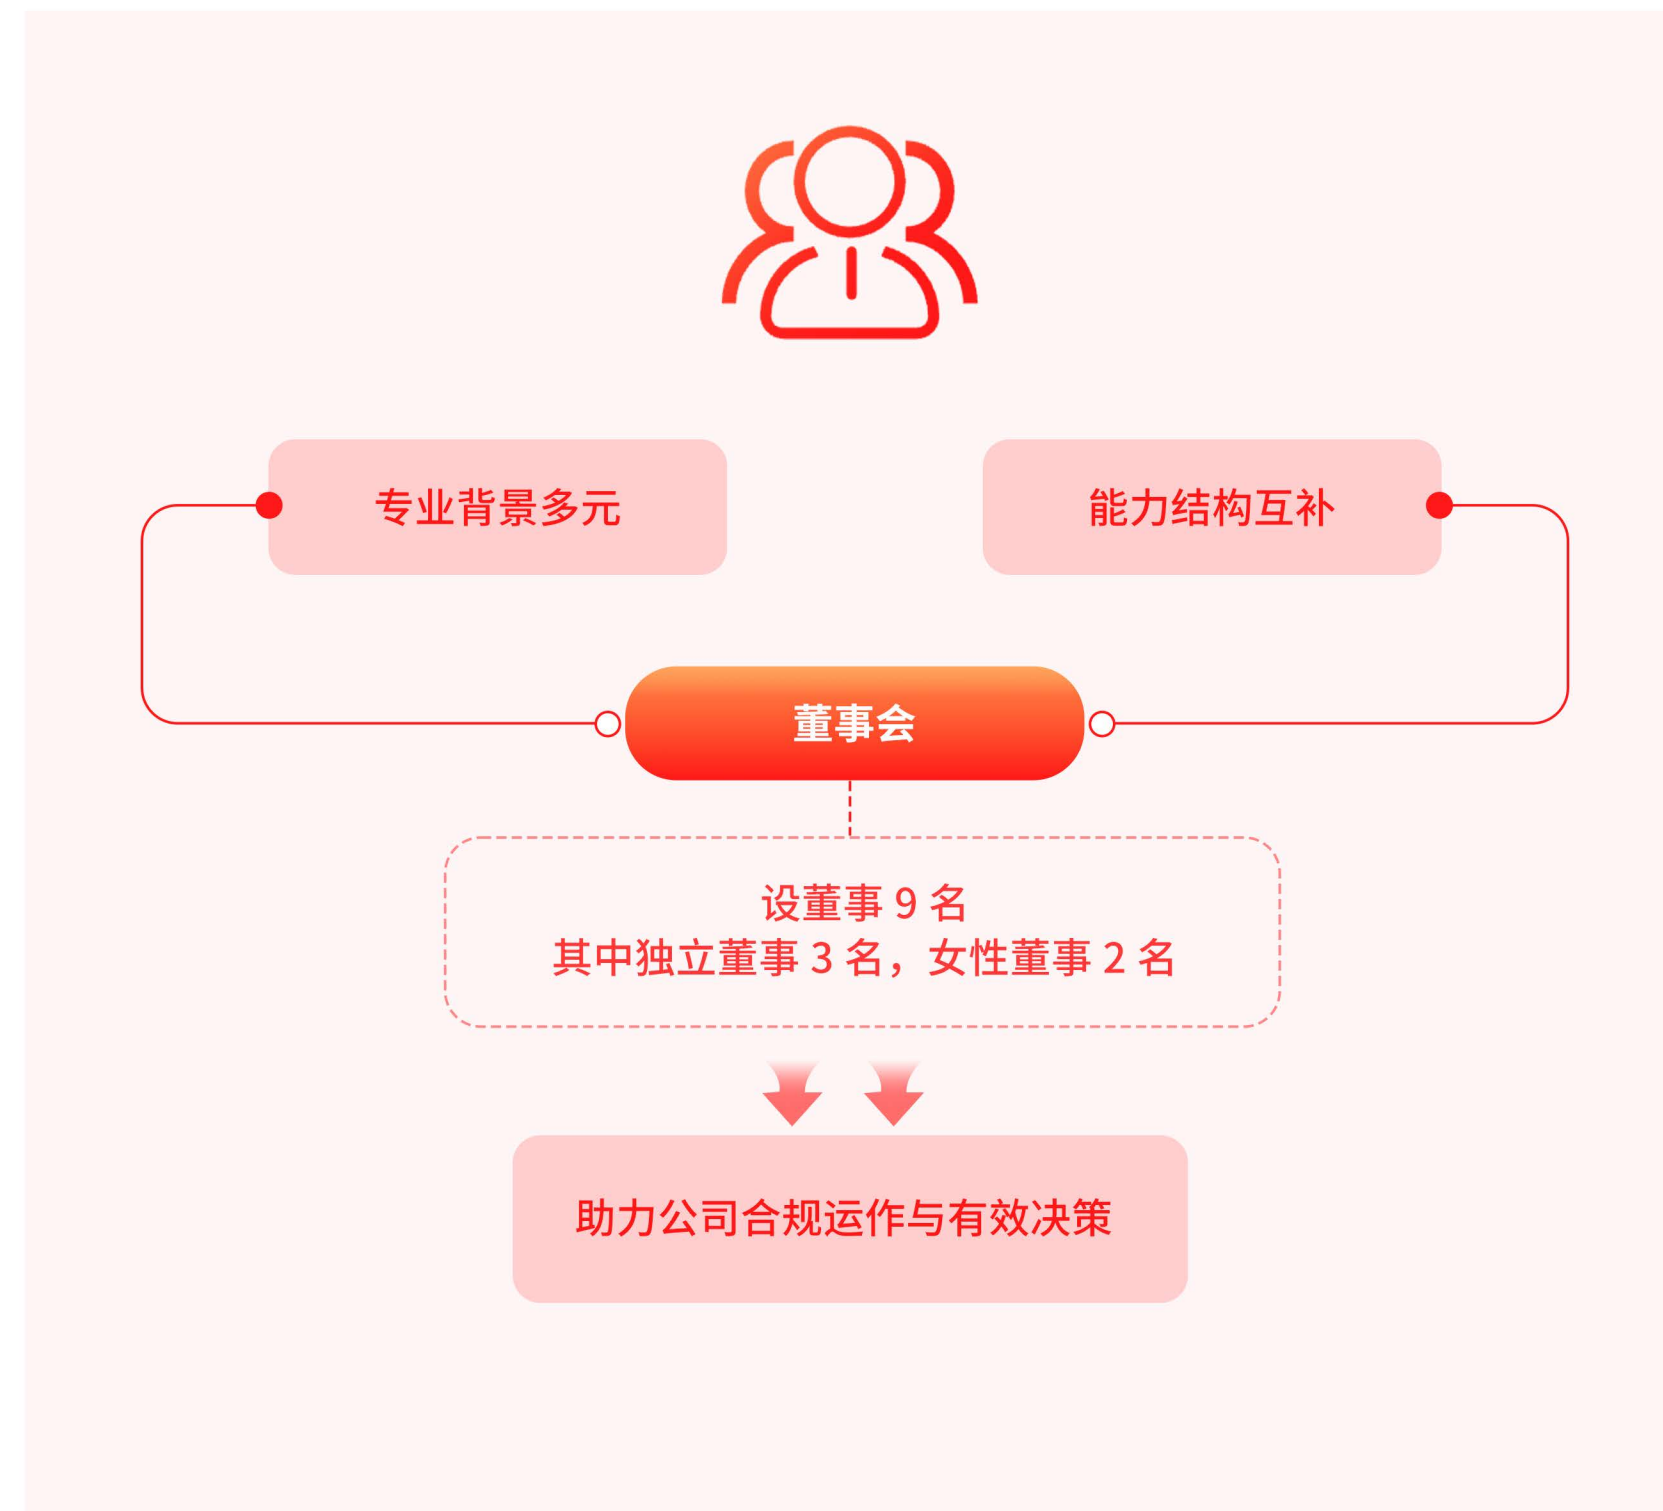 专业背景多元
能力结构互补
董事会
设董事 9 名
其中独立董事 3 名，女性董事 2 名
助力公司合规运作与有效决策